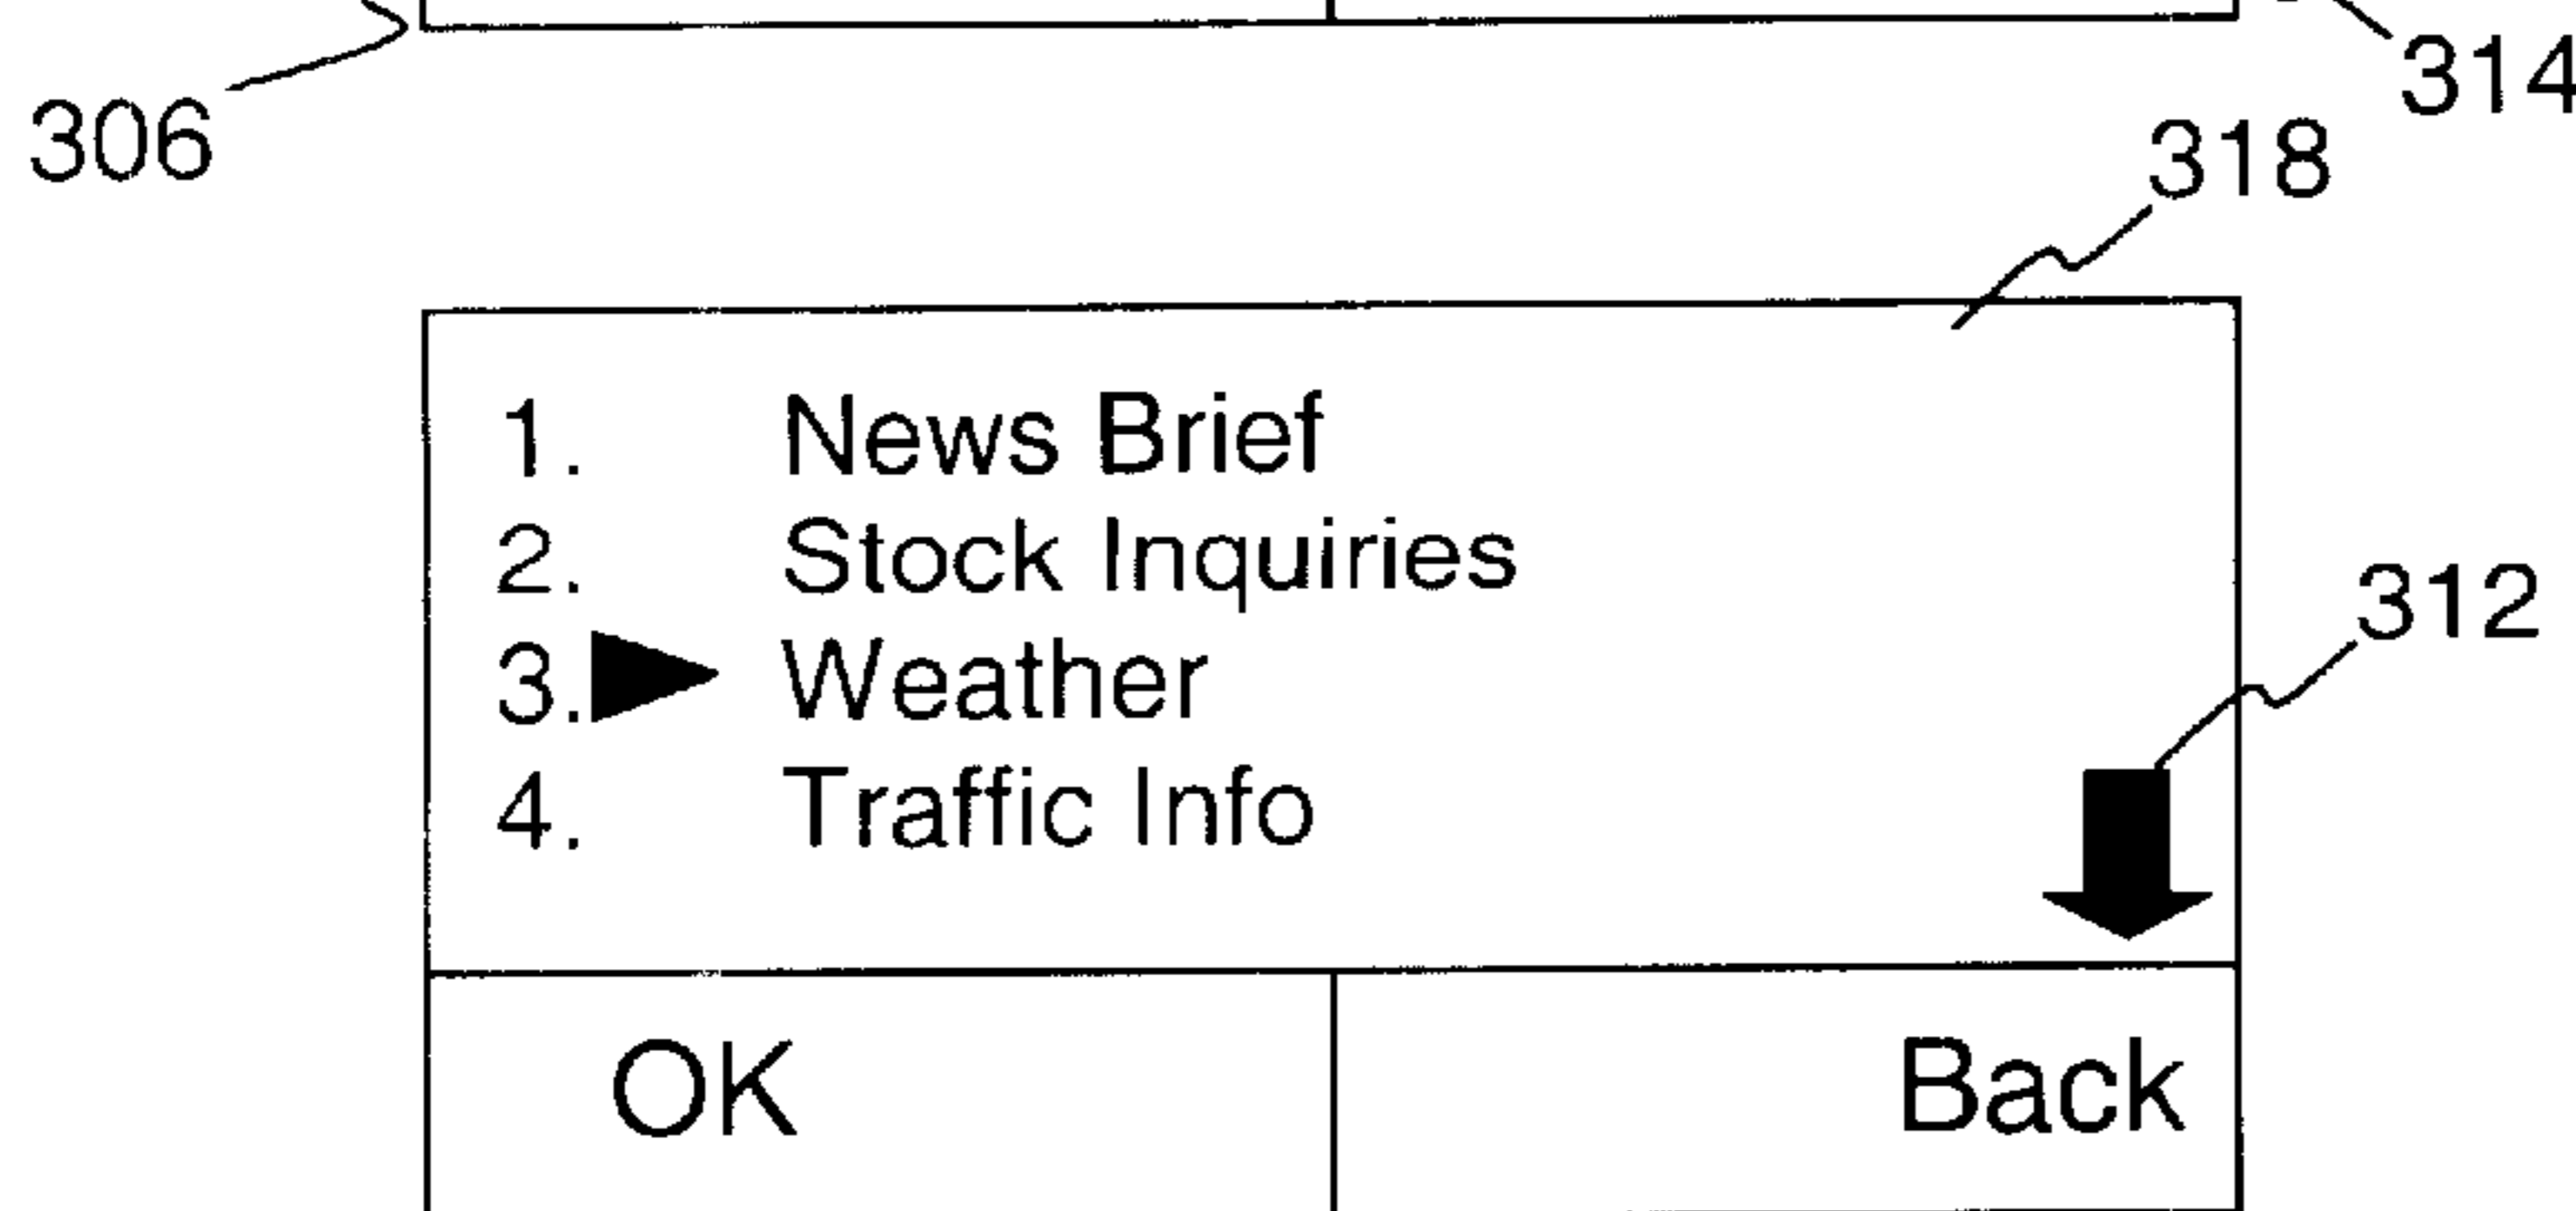 314
306
318
1. News Brief
2. Stock Inquiries
312
3. Weather
4. Traffic Info
OK Back